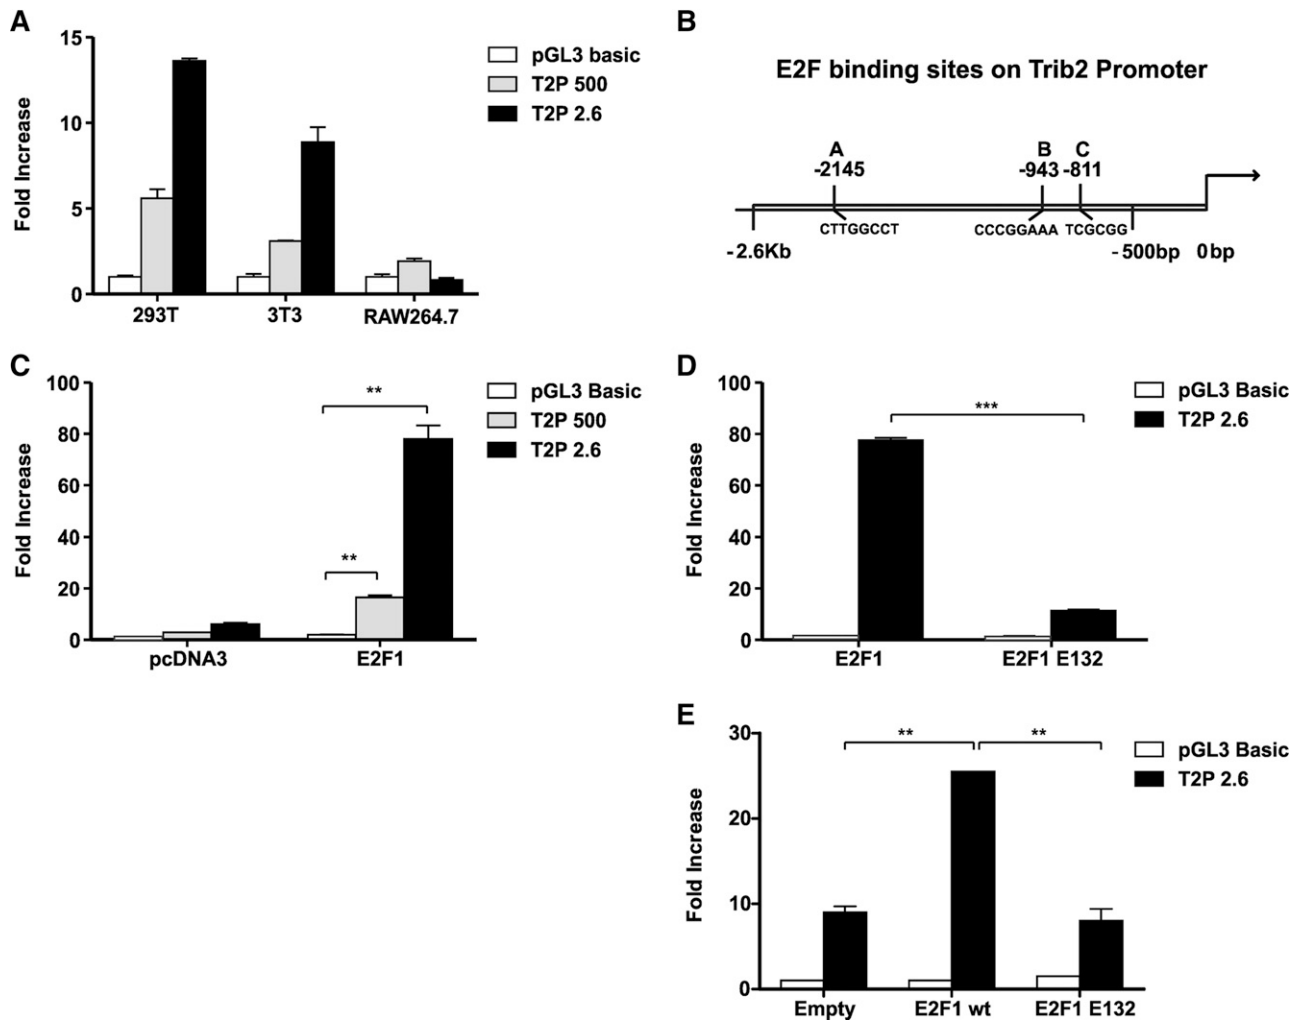 A
15
10
5
0
Fold Increase
293T
3T3
RAW264.7
pGL3 basic
T2P 500
T2P 2.6
B
E2F binding sites on Trib2 Promoter
A
B
C
-2145
-943
-811
CTTGGCCT
CCCGGAAA
TCGCGG
-2.6Kb
-500bp
0bp
C
100
80
60
40
20
0
Fold Increase
**
**
pcDNA3
E2F1
pGL3 Basic
T2P 500
T2P 2.6
D
100
80
60
40
20
0
Fold Increase
***
E2F1
E2F1 E132
pGL3 Basic
T2P 2.6
E
30
20
10
0
Fold Increase
**
**
Empty
E2F1 wt
E2F1 E132
pGL3 Basic
T2P 2.6